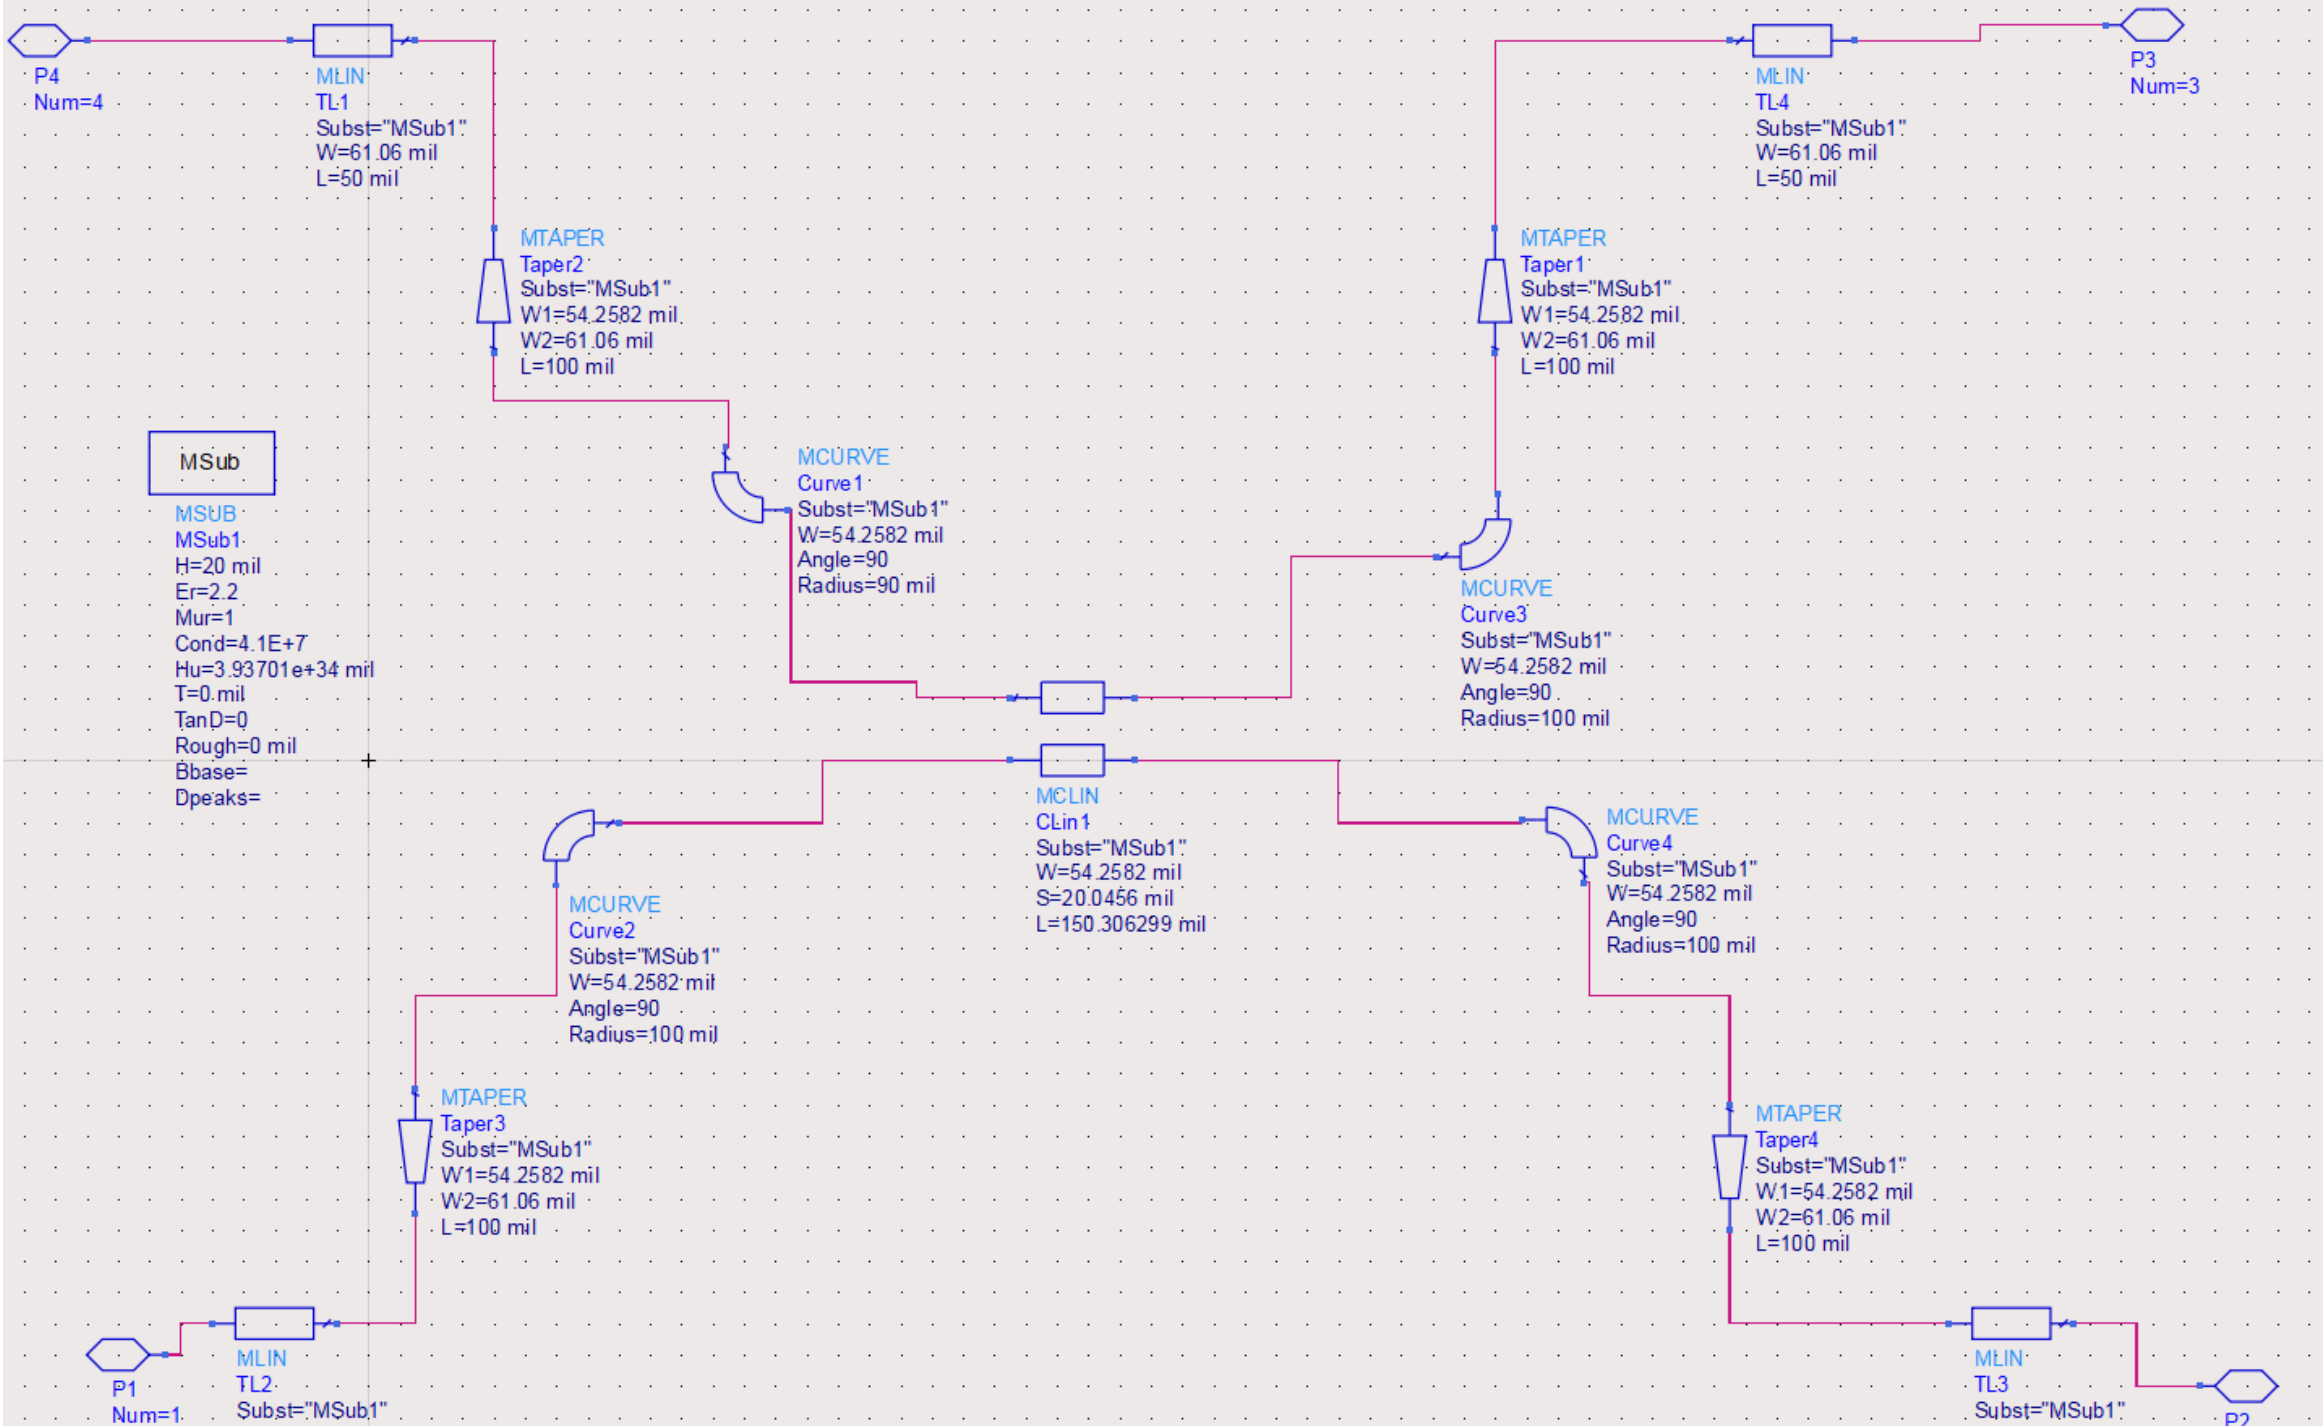 P4
Num=4
MLIN
TL1
Subst="MSub1"
W=61.06 mil
L=50 mil
MLIN
TL4
Subst="MSub1"
W=61.06 mil
L=50 mil
P3
Num=3
MTAPER
Taper2
Subst="MSub1"
W1=54.2582 mil
W2=61.06 mil
L=100 mil
MTAPER
Taper1
Subst="MSub1"
W1=54.2582 mil
W2=61.06 mil
L=100 mil
MSub
MSUB
MSub1
H=20 mil
Er=2.2
Mur=1
Cond=4.1E+7
Hu=3.93701e+34 mil
T=0 mil
TanD=0
Rough=0 mil
Bbase=
Dpeaks=
MCURVE
Curve1
Subst="MSub1"
W=54.2582 mil
Angle=90
Radius=90 mil
MCURVE
Curve3
Subst="MSub1"
W=54.2582 mil
Angle=90
Radius=100 mil
MCLIN
CLin1
Subst="MSub1"
W=54.2582 mil
S=20.0456 mil
L=150.306299 mil
MCURVE
Curve2
Subst="MSub1"
W=54.2582 mil
Angle=90
Radius=100 mil
MCURVE
Curve4
Subst="MSub1"
W=54.2582 mil
Angle=90
Radius=100 mil
MTAPER
Taper3
Subst="MSub1"
W1=54.2582 mil
W2=61.06 mil
L=100 mil
MTAPER
Taper4
Subst="MSub1"
W1=54.2582 mil
W2=61.06 mil
L=100 mil
P1
Num=1
MLIN
TL2
Subst="MSub1"
MLIN
TL3
Subst="MSub1"
P2